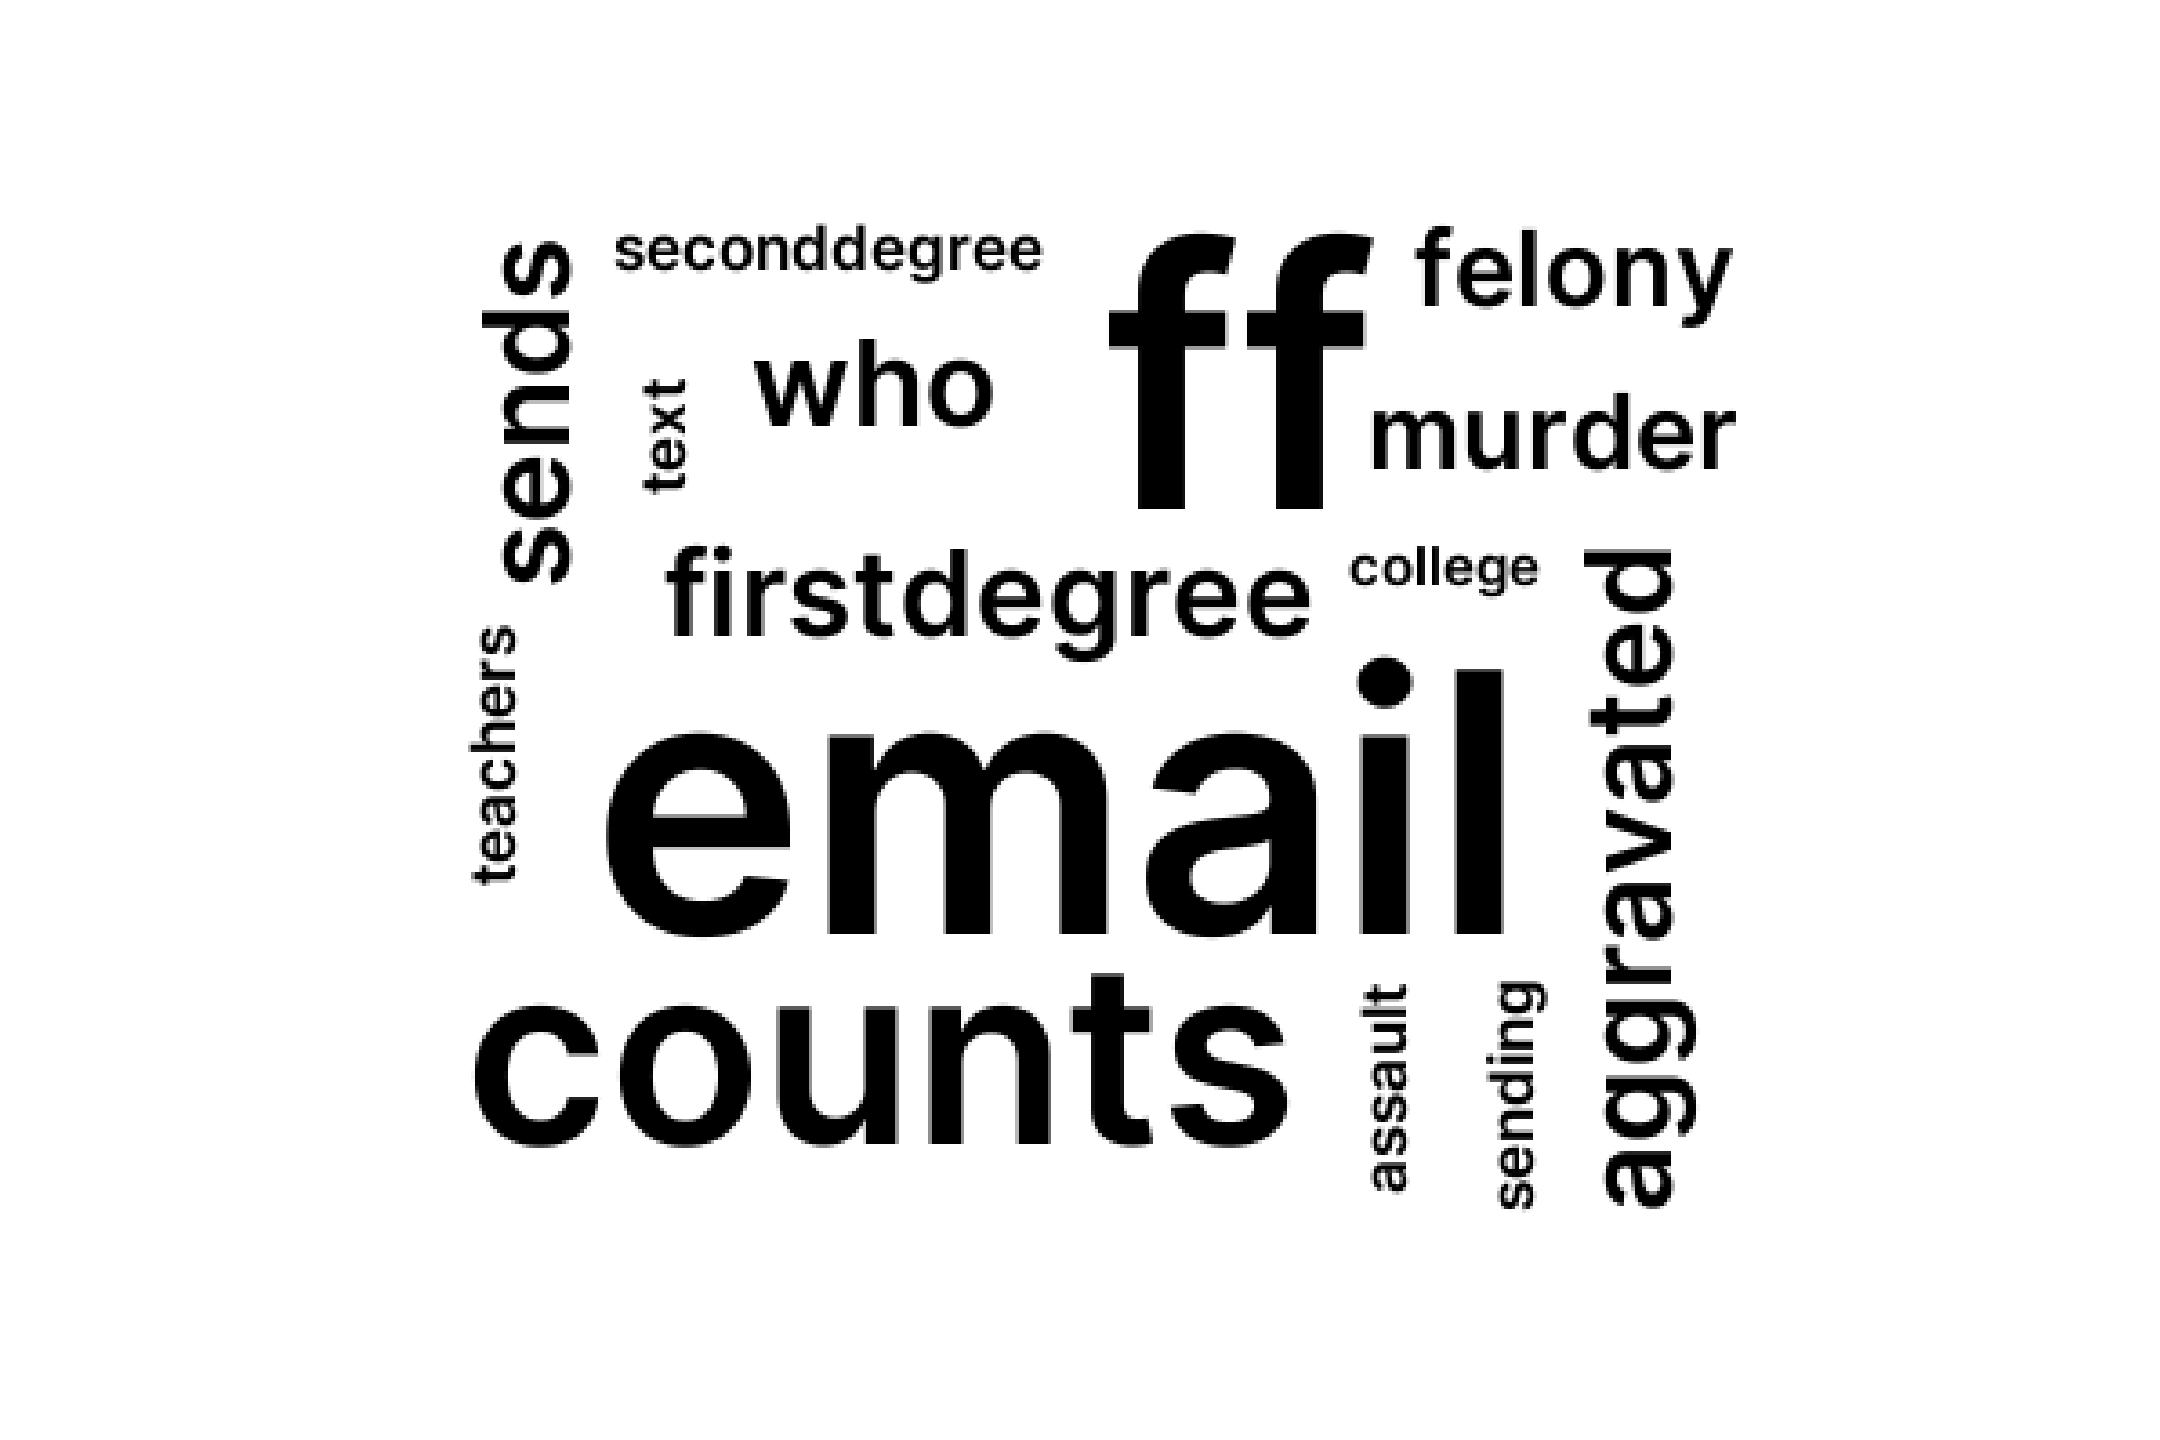 sends
seconddegree
ff
felony
text
who
murder
firstdegree
college
aggravated
teachers
email
counts
assault
sending